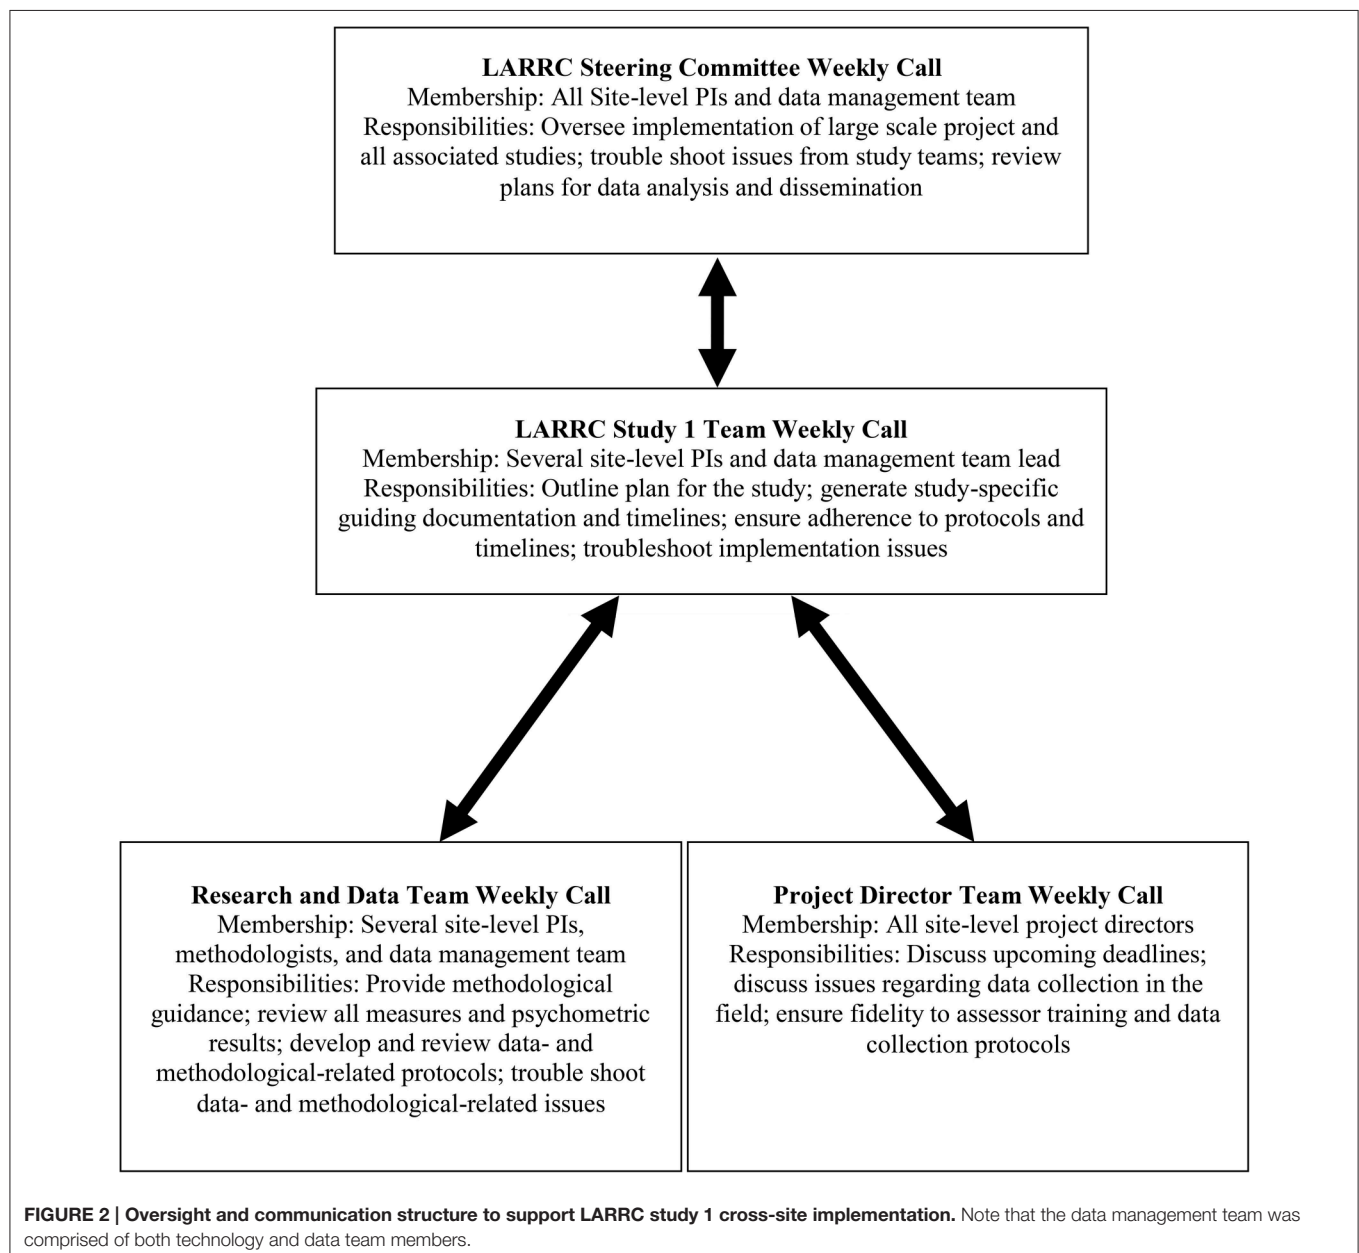 LARRC Steering Committee Weekly Call
Membership: All Site-level PIs and data management team
Responsibilities: Oversee implementation of large scale project and
all associated studies; trouble shoot issues from study teams; review
plans for data analysis and dissemination
LARRC Study 1 Team Weekly Call
Membership: Several site-level PIs and data management team lead
Responsibilities: Outline plan for the study; generate study-specific
guiding documentation and timelines; ensure adherence to protocols and
timelines; troubleshoot implementation issues
Research and Data Team Weekly Call
Membership: Several site-level PIs,
methodologists, and data management team
Responsibilities: Provide methodological
guidance; review all measures and psychometric
results; develop and review data- and
methodological-related protocols; trouble shoot
data- and methodological-related issues
Project Director Team Weekly Call
Membership: All site-level project directors
Responsibilities: Discuss upcoming deadlines;
discuss issues regarding data collection in the
field; ensure fidelity to assessor training and data
collection protocols
FIGURE 2 | Oversight and communication structure to support LARRC study 1 cross-site implementation. Note that the data management team was
comprised of both technology and data team members.